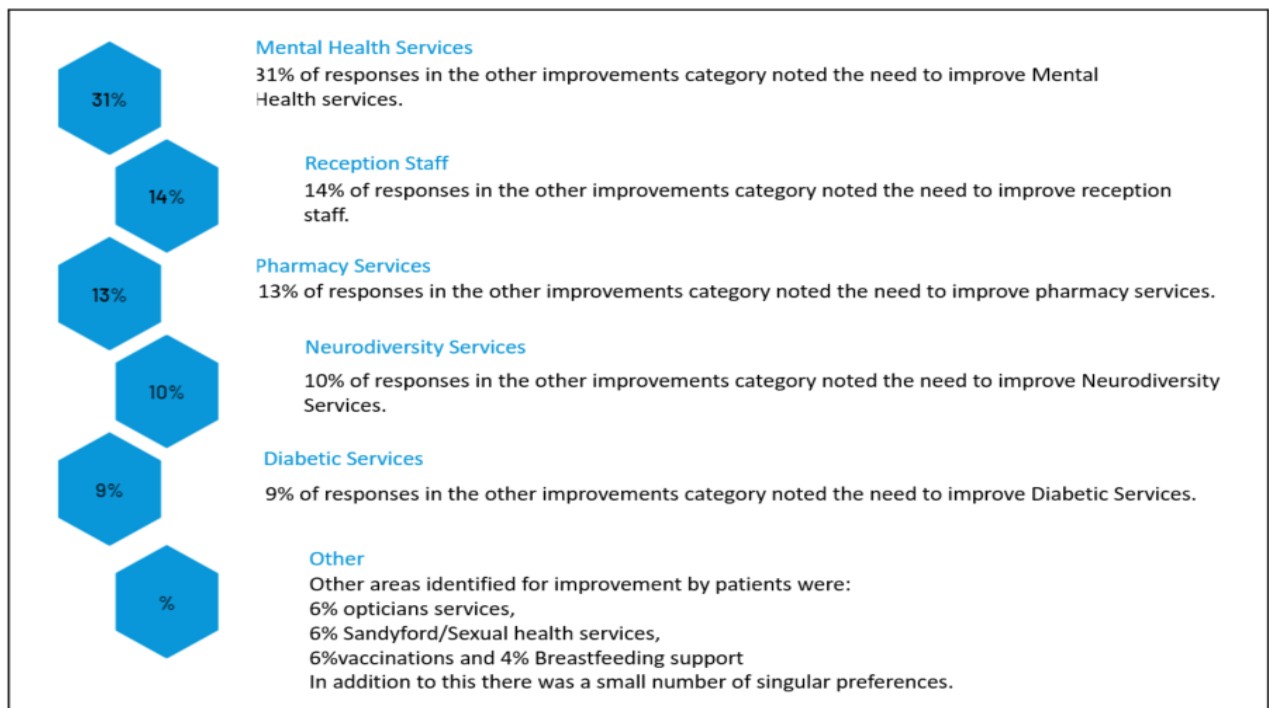 Mental Health Services
31% of responses in the other improvements category noted the need to improve Mental
Health services.
31%
Reception Staff
14% of responses in the other improvements category noted the need to improve reception
staff.
14%
Pharmacy Services
13% of responses in the other improvements category noted the need to improve pharmacy services.
13%
Neurodiversity Services
10% of responses in the other improvements category noted the need to improve Neurodiversity
Services.
10%
Diabetic Services
9% of responses in the other improvements category noted the need to improve Diabetic Services.
9%
Other
Other areas identified for improvement by patients were:
6% opticians services,
6% Sandyford/Sexual health services,
6%vaccinations and 4% Breastfeeding support
In addition to this there was a small number of singular preferences.
%